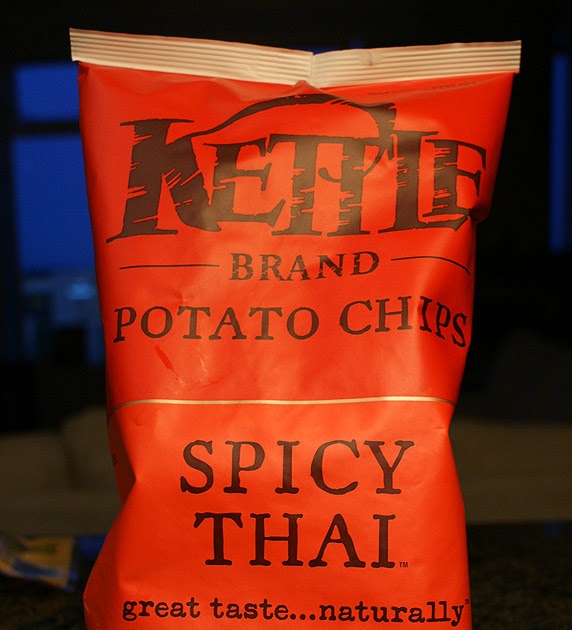 KETTLE
BRAND
POTATO CHIPS
SPICY
THAI™
great taste...naturally™